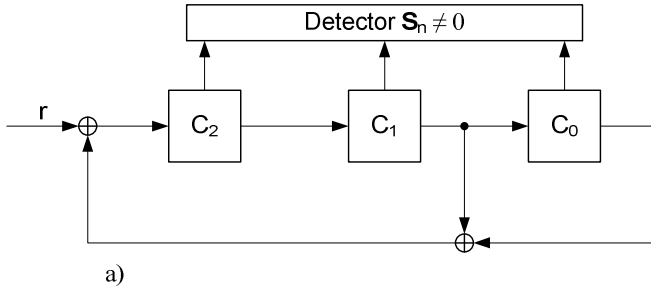 Detector Sₙ ≠ 0
r
C₂
C₁
C₀
a)